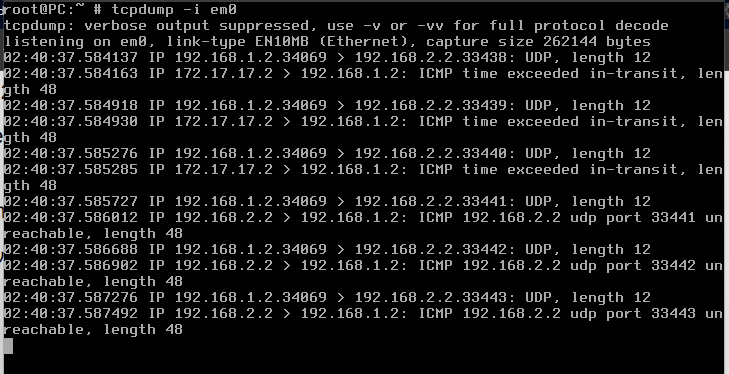 root@PC:~ # tcpdump -i em0
tcpdump: verbose output suppressed, use -v or -vv for full protocol decode
listening on em0, link-type EN10MB (Ethernet), capture size 262144 bytes
02:40:37.584137 IP 192.168.1.2.34069 > 192.168.2.2.33438: UDP, length 12
02:40:37.584163 IP 172.17.17.2 > 192.168.1.2: ICMP time exceeded in-transit, len
gth 48
02:40:37.584918 IP 192.168.1.2.34069 > 192.168.2.2.33439: UDP, length 12
02:40:37.584930 IP 172.17.17.2 > 192.168.1.2: ICMP time exceeded in-transit, len
gth 48
02:40:37.585276 IP 192.168.1.2.34069 > 192.168.2.2.33440: UDP, length 12
02:40:37.585285 IP 172.17.17.2 > 192.168.1.2: ICMP time exceeded in-transit, len
gth 48
02:40:37.585727 IP 192.168.1.2.34069 > 192.168.2.2.33441: UDP, length 12
02:40:37.586012 IP 192.168.2.2 > 192.168.1.2: ICMP 192.168.2.2 udp port 33441 un
reachable, length 48
02:40:37.586688 IP 192.168.1.2.34069 > 192.168.2.2.33442: UDP, length 12
02:40:37.586902 IP 192.168.2.2 > 192.168.1.2: ICMP 192.168.2.2 udp port 33442 un
reachable, length 48
02:40:37.587276 IP 192.168.1.2.34069 > 192.168.2.2.33443: UDP, length 12
02:40:37.587492 IP 192.168.2.2 > 192.168.1.2: ICMP 192.168.2.2 udp port 33443 un
reachable, length 48